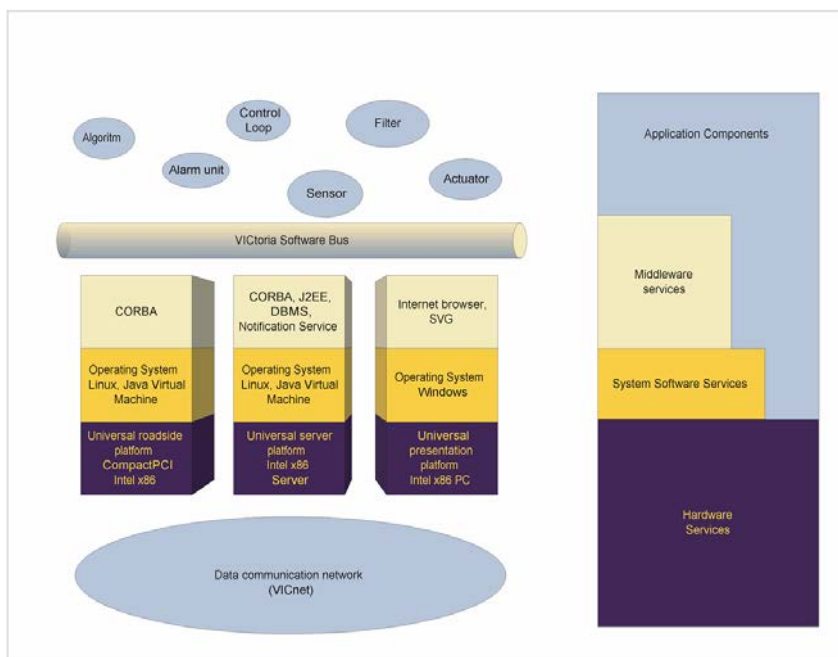 Algoritm
Control
Loop
Filter
Alarm unit
Sensor
Actuator
VICtoria Software Bus
CORBA
CORBA, J2EE,
DBMS,
Notification Service
Internet browser,
SVG
Operating System
Linux, Java Virtual
Machine
Operating System
Linux, Java Virtual
Machine
Operating System
Windows
Universal roadside
platform
CompactPCI
Intel x86
Universal server
platform
Intel x86
Server
Universal
presentation
platform
Intel x86 PC
Data communication network
(VICnet)
Application Components
Middleware
services
System Software Services
Hardware
Services